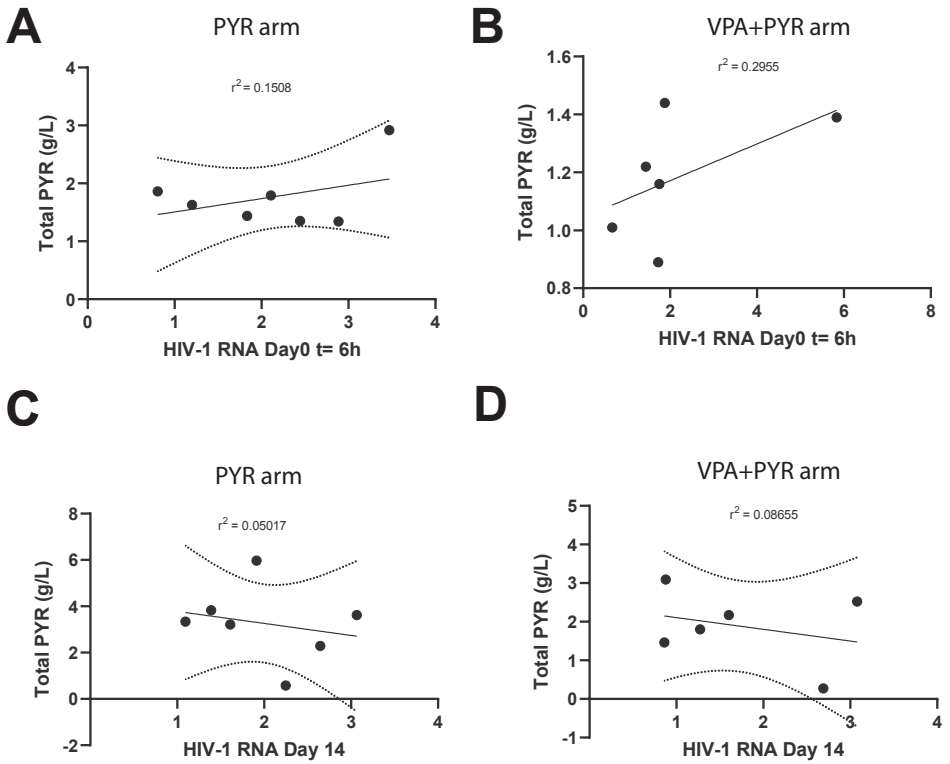 A
PYR arm
r² = 0.1508
Total PYR (g/L)
4
3
2
1
0
0 1 2 3 4
HIV-1 RNA Day0 t= 6h
B
VPA+PYR arm
r² = 0.2955
Total PYR (g/L)
1.6
1.4
1.2
1.0
0.8
0 2 4 6 8
HIV-1 RNA Day0 t= 6h
C
PYR arm
r² = 0.05017
Total PYR (g/L)
8
6
4
2
0
-2
1 2 3 4
HIV-1 RNA Day 14
D
VPA+PYR arm
r² = 0.08655
Total PYR (g/L)
5
4
3
2
1
0
-1
1 2 3 4
HIV-1 RNA Day 14